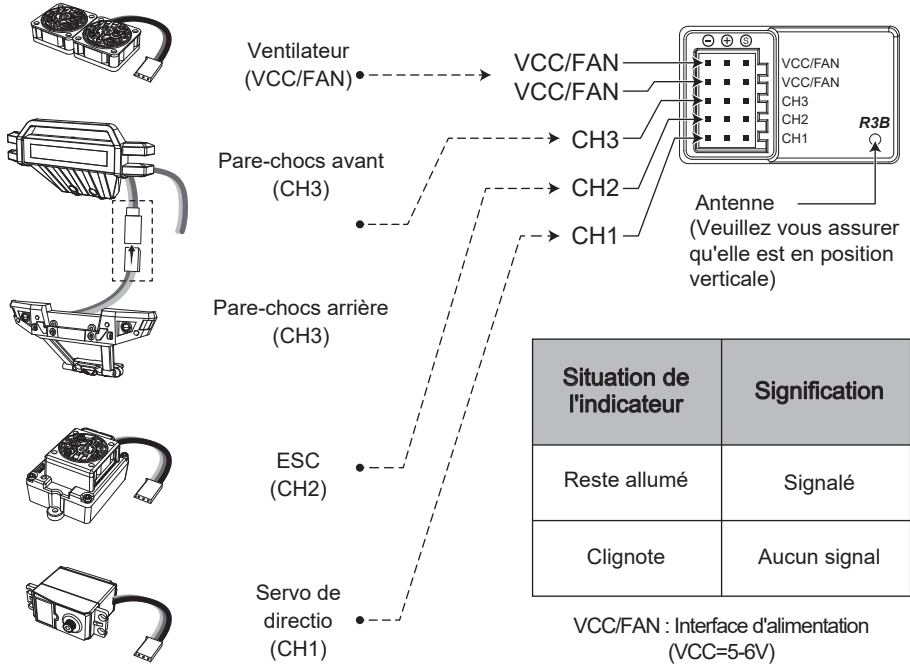 Ventilateur
(VCC/FAN)
Pare-chocs avant
(CH3)
Pare-chocs arrière
(CH3)
ESC
(CH2)
Servo de
directio
(CH1)
VCC/FAN
VCC/FAN
CH3
CH2
CH1
- + S
VCC/FAN
VCC/FAN
CH3
CH2
CH1
R3B
Antenne
(Veuillez vous assurer
qu'elle est en position
verticale)
Situation de
l'indicateur
Signification
Reste allumé
Signalé
Clignote
Aucun signal
VCC/FAN : Interface d'alimentation
(VCC=5-6V)